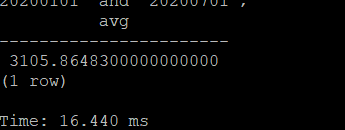 20200101' and '20200701';
avg
-----------------------
3105.8648300000000000
(1 row)
Time: 16.440 ms